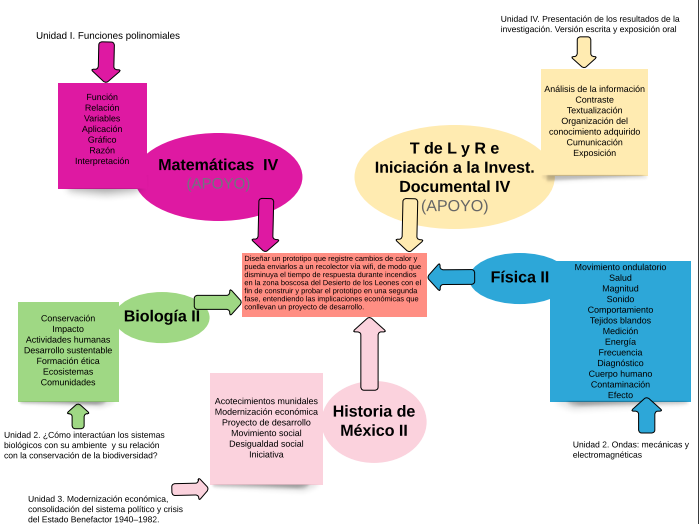 Unidad I. Funciones polinomiales
Unidad IV. Presentación de los resultados de la
investigación. Versión escrita y exposición oral
Función
Relación
Variables
Aplicación
Gráfico
Razón
Interpretación
Matemáticas IV
(APOYO)
T de L y R e
Iniciación a la Invest.
Documental IV
(APOYO)
Análisis de la información
Contraste
Textualización
Organización del
conocimiento adquirido
Cumunicación
Exposición
Diseñar un prototipo que registre cambios de calor y
pueda enviarlos a un recolector vía wifi, de modo que
disminuya el tiempo de respuesta durante incendios
en la zona boscosa del Desierto de los Leones con el
fin de construir y probar el prototipo en una segunda
fase, entendiendo las implicaciones económicas que
conllevan un proyecto de desarrollo.
Física II
Movimiento ondulatorio
Salud
Magnitud
Sonido
Comportamiento
Tejidos blandos
Medición
Energía
Frecuencia
Diagnóstico
Cuerpo humano
Contaminación
Efecto
Biología II
Conservación
Impacto
Actividades humanas
Desarrollo sustentable
Formación ética
Ecosistemas
Comunidades
Acotecimientos munidales
Modernización económica
Proyecto de desarrollo
Movimiento social
Desigualdad social
Iniciativa
Historia de
México II
Unidad 2. ¿Cómo interactúan los sistemas
biológicos con su ambiente y su relación
con la conservación de la biodiversidad?
Unidad 2. Ondas: mecánicas y
electromagnéticas
Unidad 3. Modernización económica,
consolidación del sistema político y crisis
del Estado Benefactor 1940–1982.